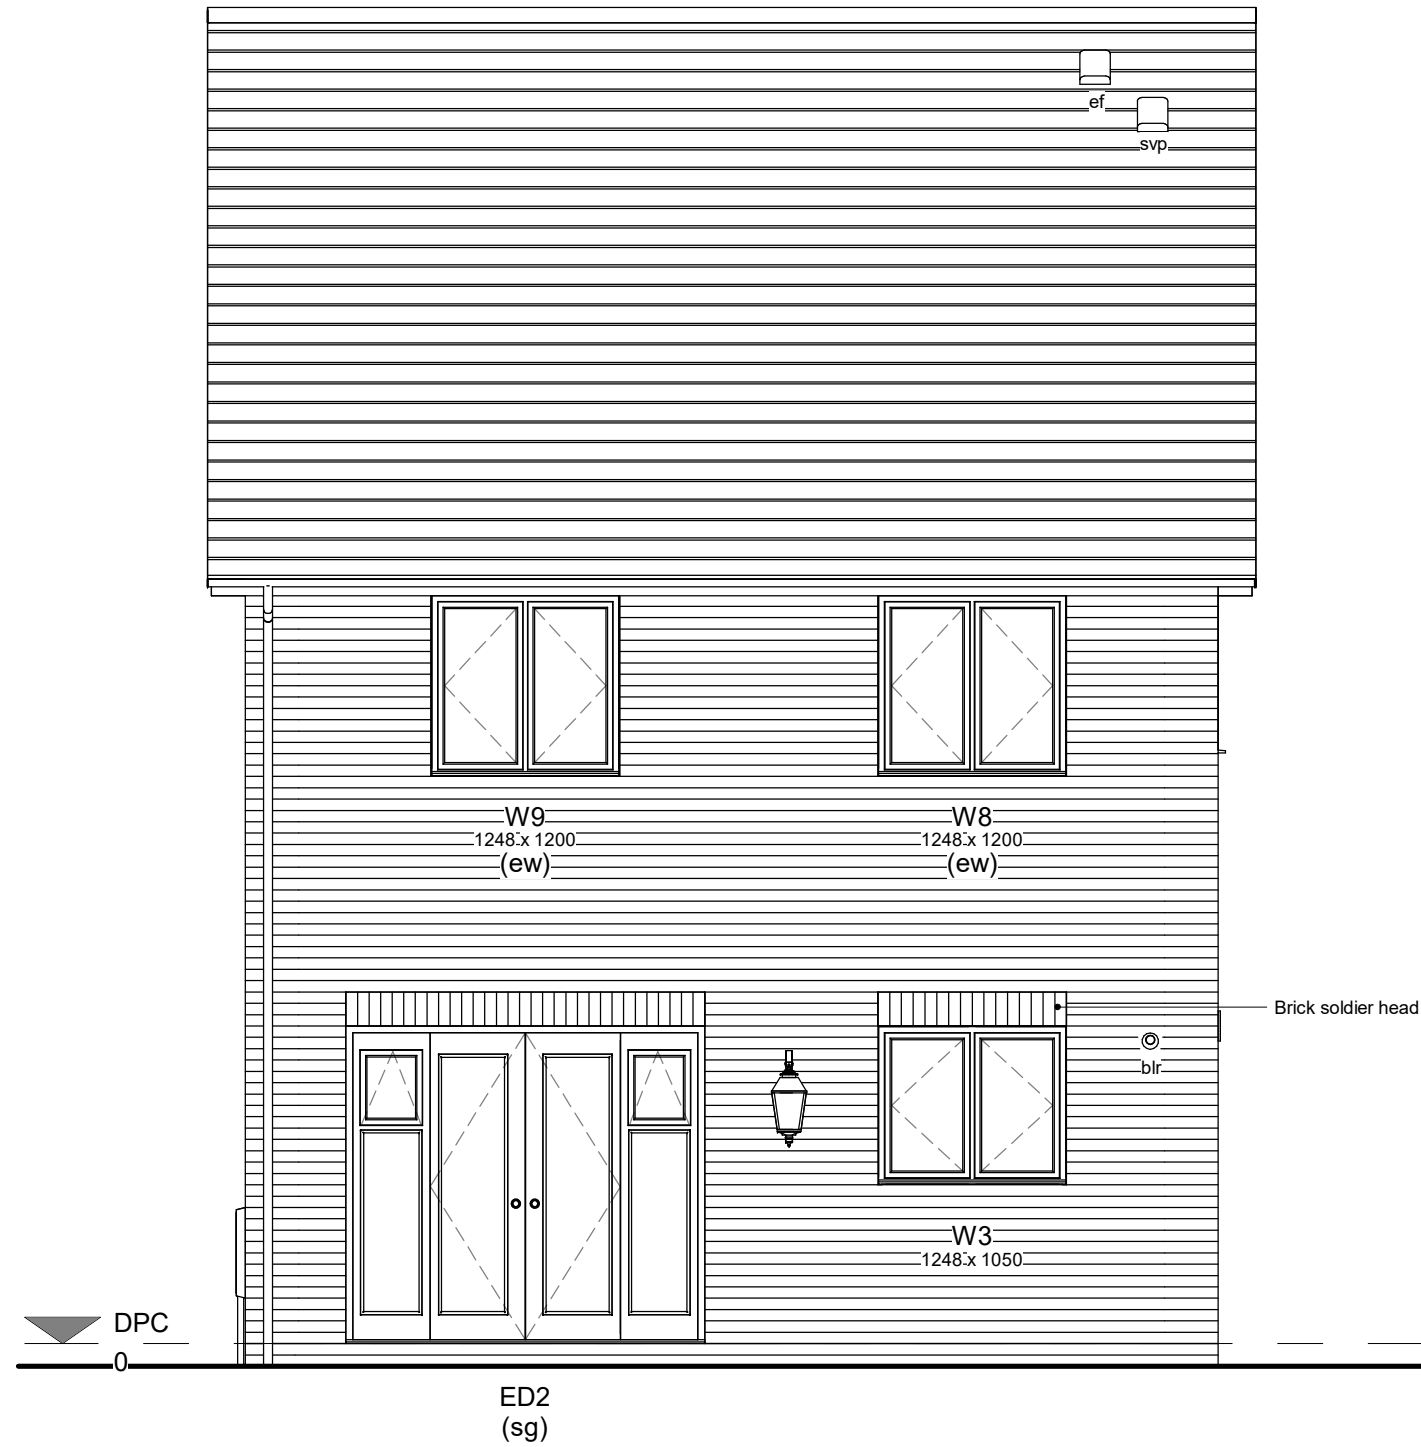 ef
svp
W9
1248 x 1200
(ew)
W8
1248 x 1200
(ew)
Brick soldier head
blr
W3
1248 x 1050
DPC
0
ED2
(sg)